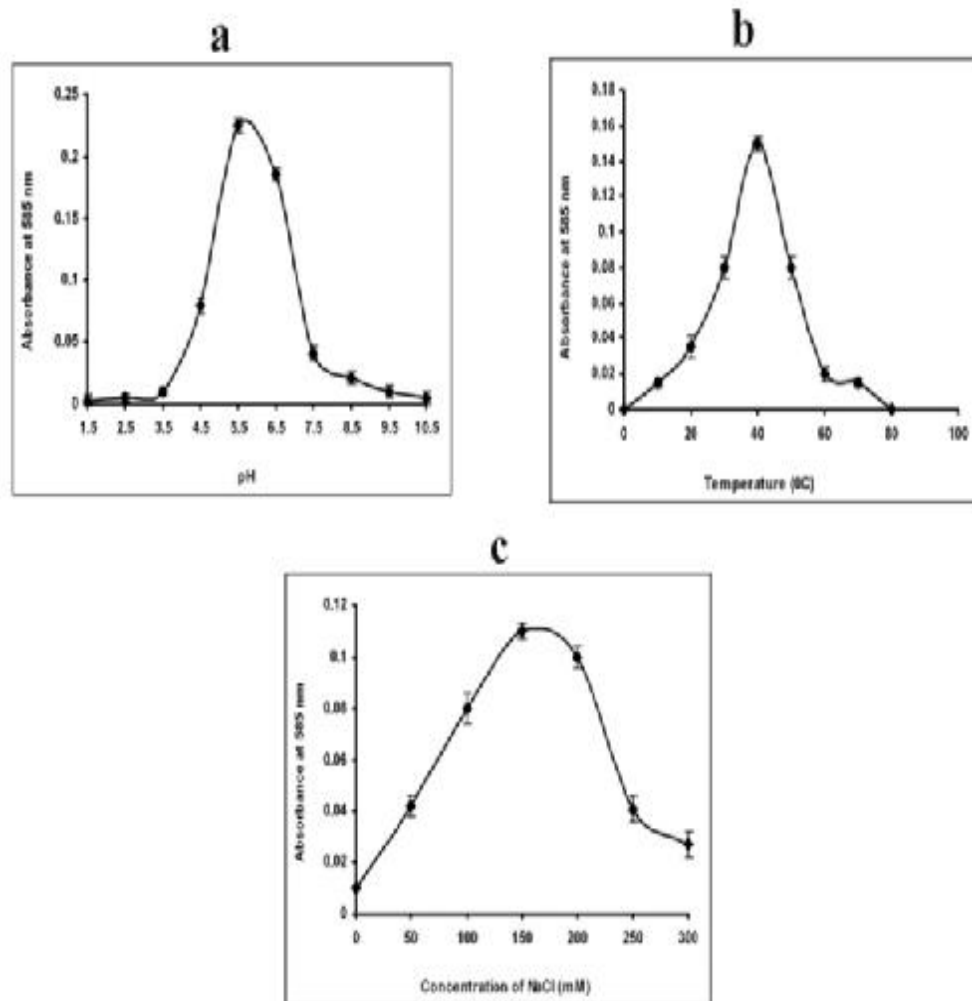 a
Absorbance at 585 nm
0.25
0.2
0.15
0.1
0.05
0
1.5 2.5 3.5 4.5 5.5 6.5 7.5 8.5 9.5 10.5
pH
b
Absorbance at 585 nm
0.18
0.16
0.14
0.12
0.1
0.08
0.06
0.04
0.02
0
0 20 40 60 80 100
Temperature (0C)
c
Absorbance at 585 nm
0.12
0.1
0.08
0.06
0.04
0.02
0
0 50 100 150 200 250 300
Concentration of NaCl (mM)